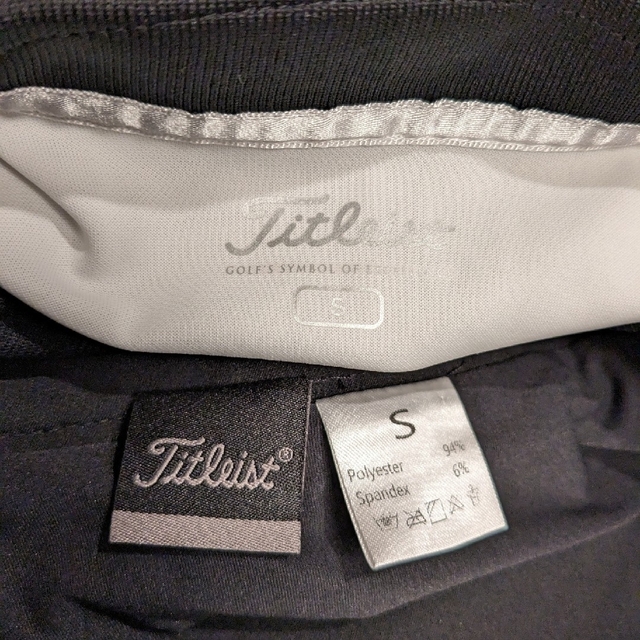 Titleist
GOLF'S SYMBOL OF
S
Titleist®
S
Polyester 94%
Spandex 6%